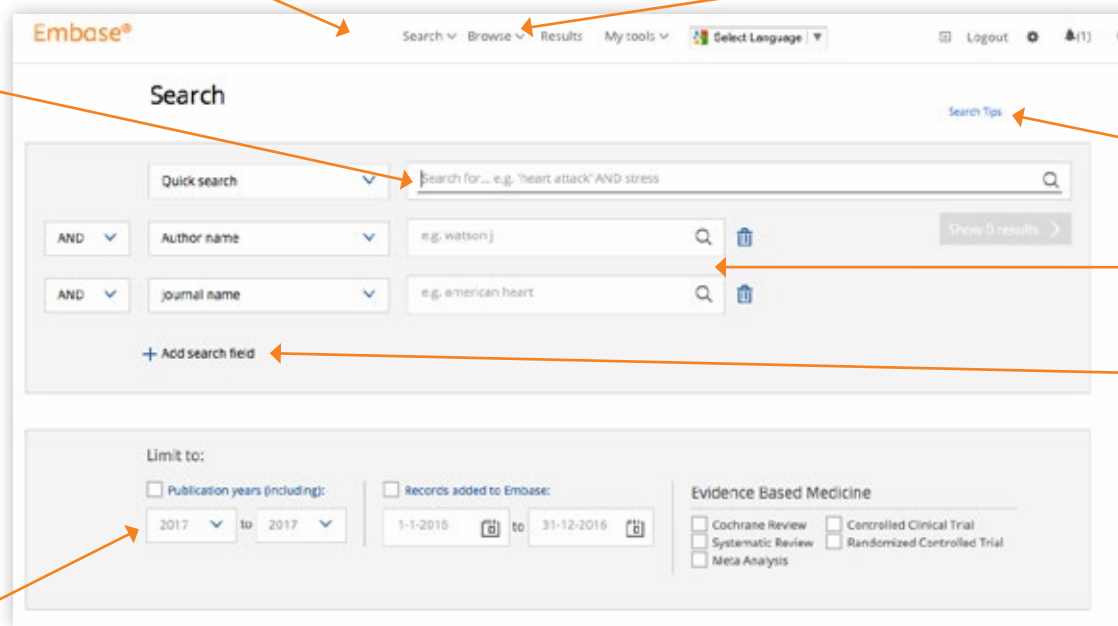 Embase®
Search Browse Results My tools Select Language Logout (1)
Search
Search Tips
Quick search Search for... e.g. 'heart attack' AND stress
Show 0 results
AND Author name e.g. watson j
AND journal name e.g. american heart
+ Add search field
Limit to:
Publication years (including): Records added to Embase: Evidence Based Medicine
2017 to 2017 1-1-2016 to 31-12-2016
Cochrane Review Controlled Clinical Trial
Systematic Review Randomized Controlled Trial
Meta Analysis